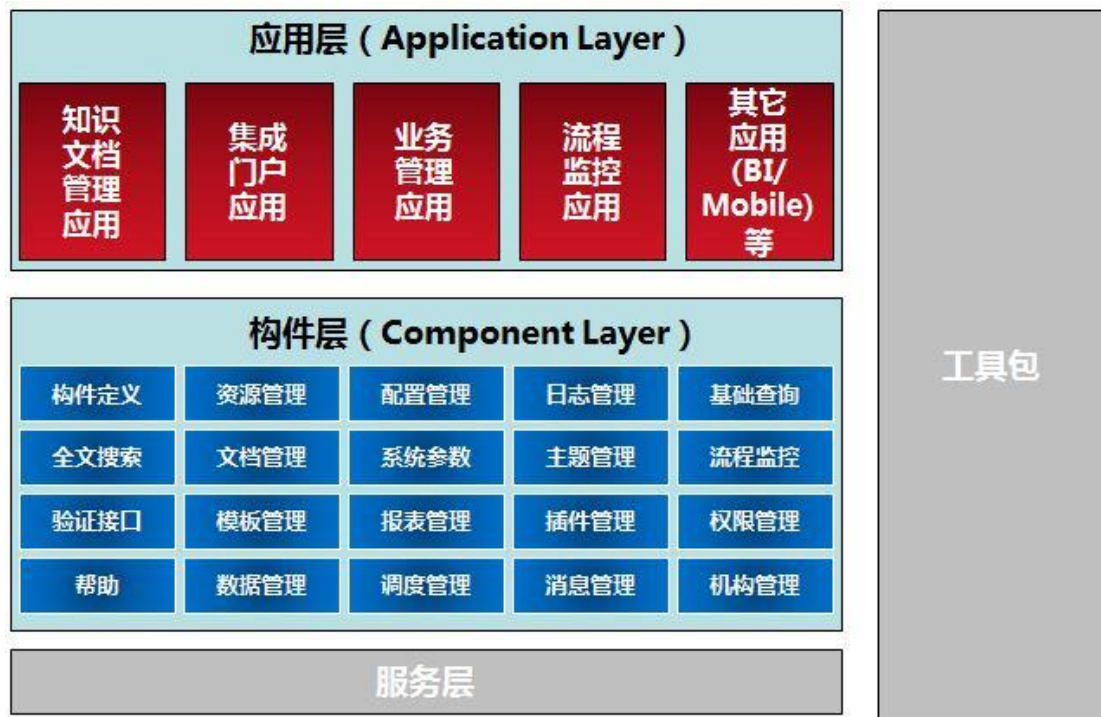 应用层（Application Layer）
知识
文档
管理
应用
集成
门户
应用
业务
管理
应用
流程
监控
应用
其它
应用
(BI/
Mobile)
等
构件层（Component Layer）
构件定义
资源管理
配置管理
日志管理
基础查询
全文搜索
文档管理
系统参数
主题管理
流程监控
验证接口
模板管理
报表管理
插件管理
权限管理
帮助
数据管理
调度管理
消息管理
机构管理
服务层
工具包